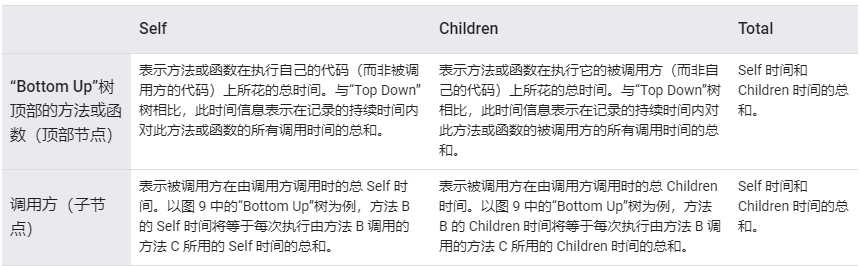 Self Children Total
“Bottom Up”树
顶部的方法或函
数（顶部节点）
表示方法或函数在执行自己的代码（而非被调
用方的代码）上所花的总时间。与“Top Down”
树相比，此时间信息表示在记录的持续时间内
对此方法或函数的所有调用时间的总和。
表示方法或函数在执行它的被调用方（而非自
己的代码）上所花的总时间。与“Top Down”树
相比，此时间信息表示在记录的持续时间内对
此方法或函数的被调用方的所有调用时间的总
和。
Self 时间和
Children 时间的总
和。
调用方（子节
点）
表示被调用方在由调用方调用时的总 Self 时
间。以图 9 中的“Bottom Up”树为例，方法 B
的 Self 时间将等于每次执行由方法 B 调用的
方法 C 所用的 Self 时间的总和。
表示被调用方在由调用方调用时的总 Children
时间。以图 9 中的“Bottom Up”树为例，方法
B 的 Children 时间将等于每次执行由方法 B 调
用的方法 C 所用的 Children 时间的总和。
Self 时间和
Children 时间的总
和。